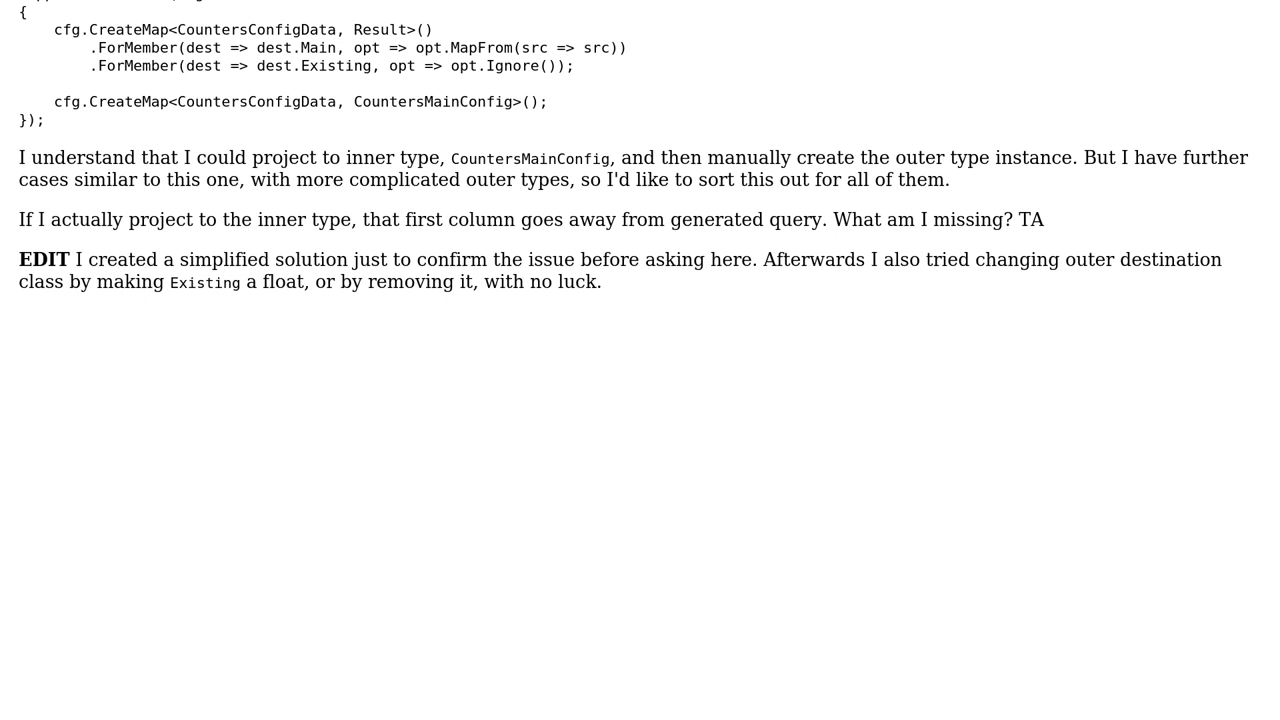 {
    cfg.CreateMap<CountersConfigData, Result>()
        .ForMember(dest => dest.Main, opt => opt.MapFrom(src => src))
        .ForMember(dest => dest.Existing, opt => opt.Ignore());

    cfg.CreateMap<CountersConfigData, CountersMainConfig>();
});
I understand that I could project to inner type, CountersMainConfig, and then manually create the outer type instance. But I have further
cases similar to this one, with more complicated outer types, so I'd like to sort this out for all of them.
If I actually project to the inner type, that first column goes away from generated query. What am I missing? TA
EDIT I created a simplified solution just to confirm the issue before asking here. Afterwards I also tried changing outer destination
class by making Existing a float, or by removing it, with no luck.